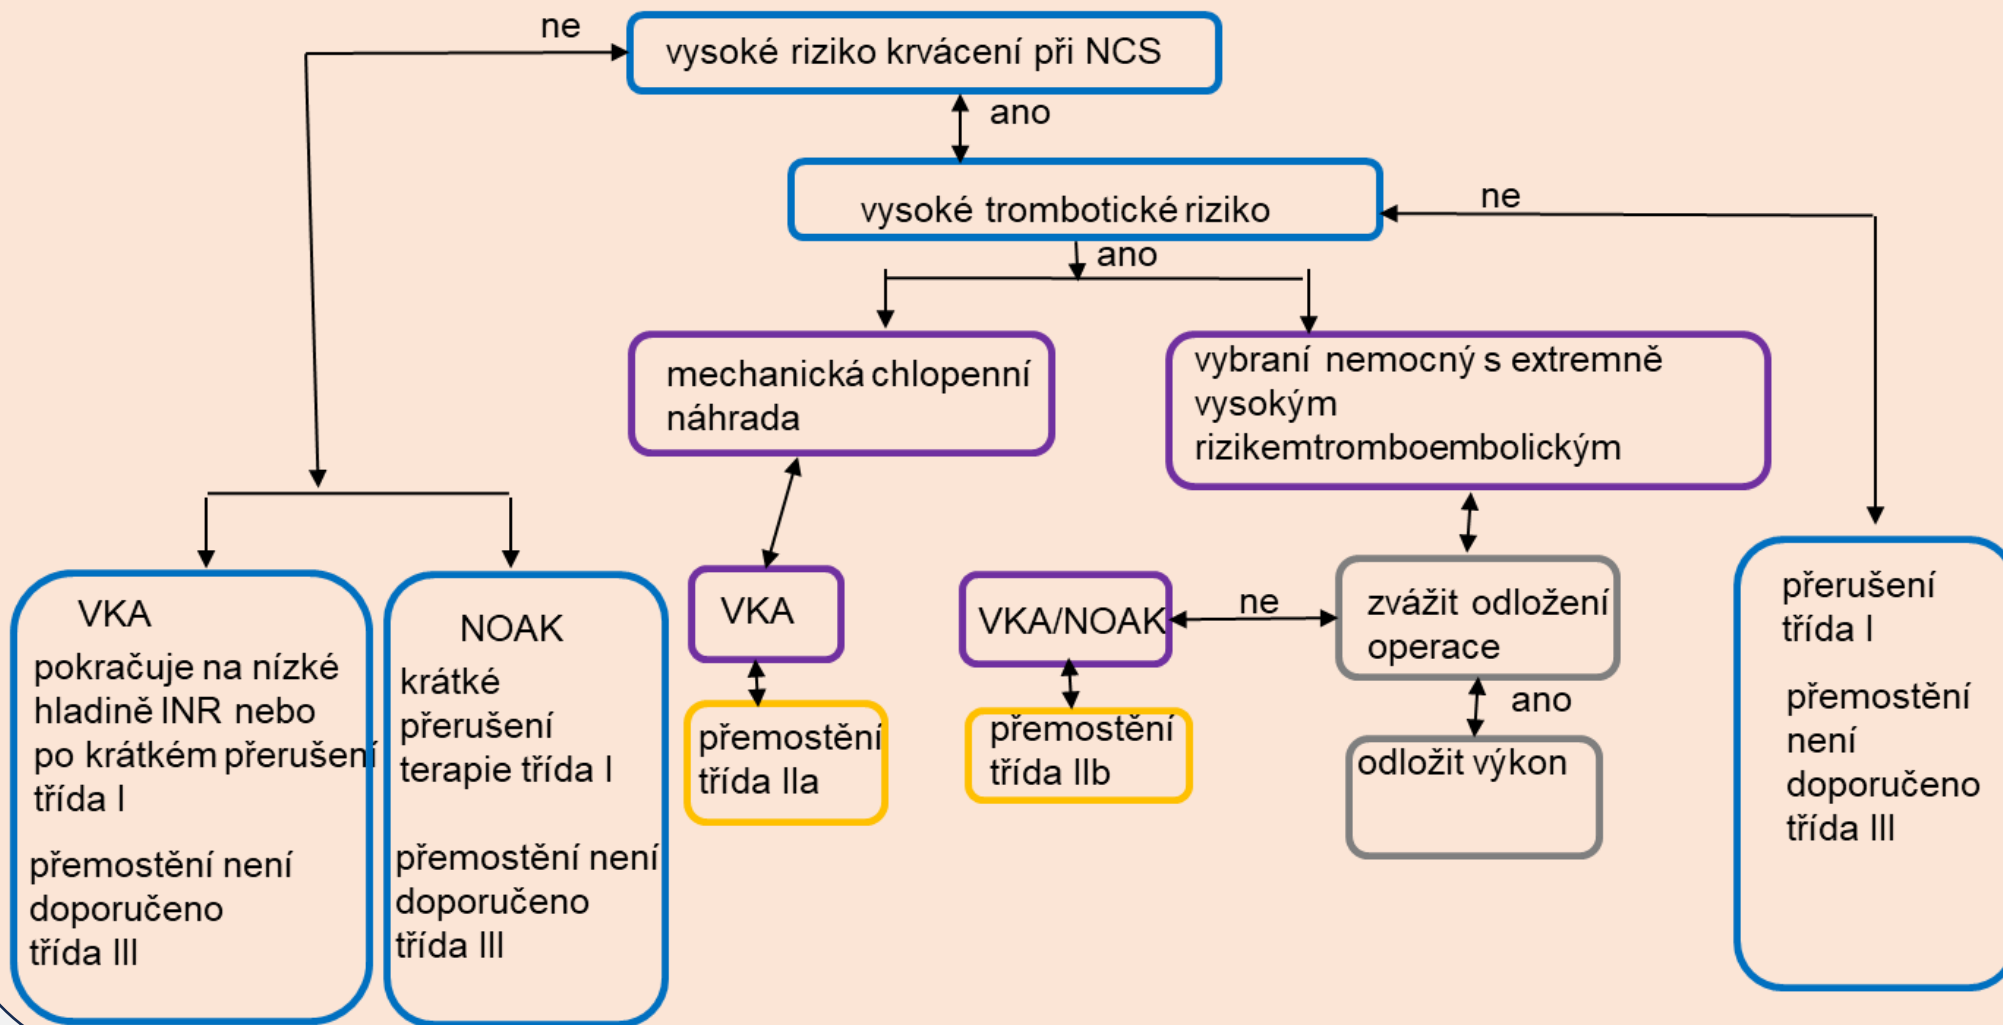 ne
vysoké riziko krvácení při NCS
ano
vysoké trombotické riziko
ne
ano
mechanická chlopenní
náhrada
vybraní nemocný s extremně
vysokým
rizikemtromboembolickým
VKA
pokračuje na nízké
hladině INR nebo
po krátkém přerušení
třída I
přemostění není
doporučeno
třída III
NOAK
krátké
přerušení
terapie třída I
přemostění není
doporučeno
třída III
VKA
přemostění
třída IIa
VKA/NOAK
přemostění
třída IIb
ne
zvážit odložení
operace
ano
odložit výkon
přerušení
třída I
přemostění
není
doporučeno
třída III